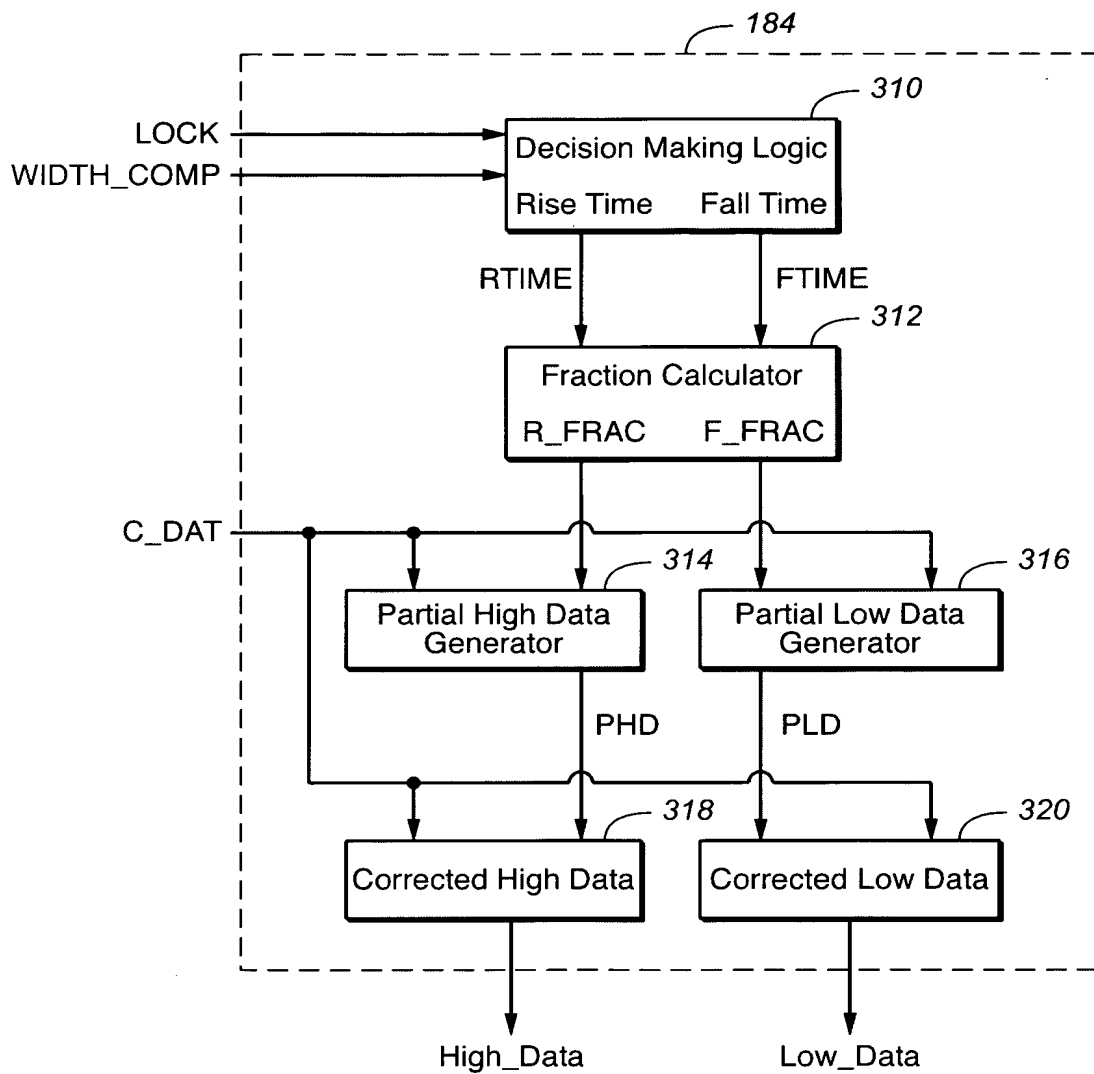 184
310
LOCK
Decision Making Logic
WIDTH_COMP
Rise Time Fall Time
RTIME FTIME
312
Fraction Calculator
R_FRAC F_FRAC
C_DAT
314 316
Partial High Data
Generator
Partial Low Data
Generator
PHD PLD
318 320
Corrected High Data Corrected Low Data
High_Data Low_Data